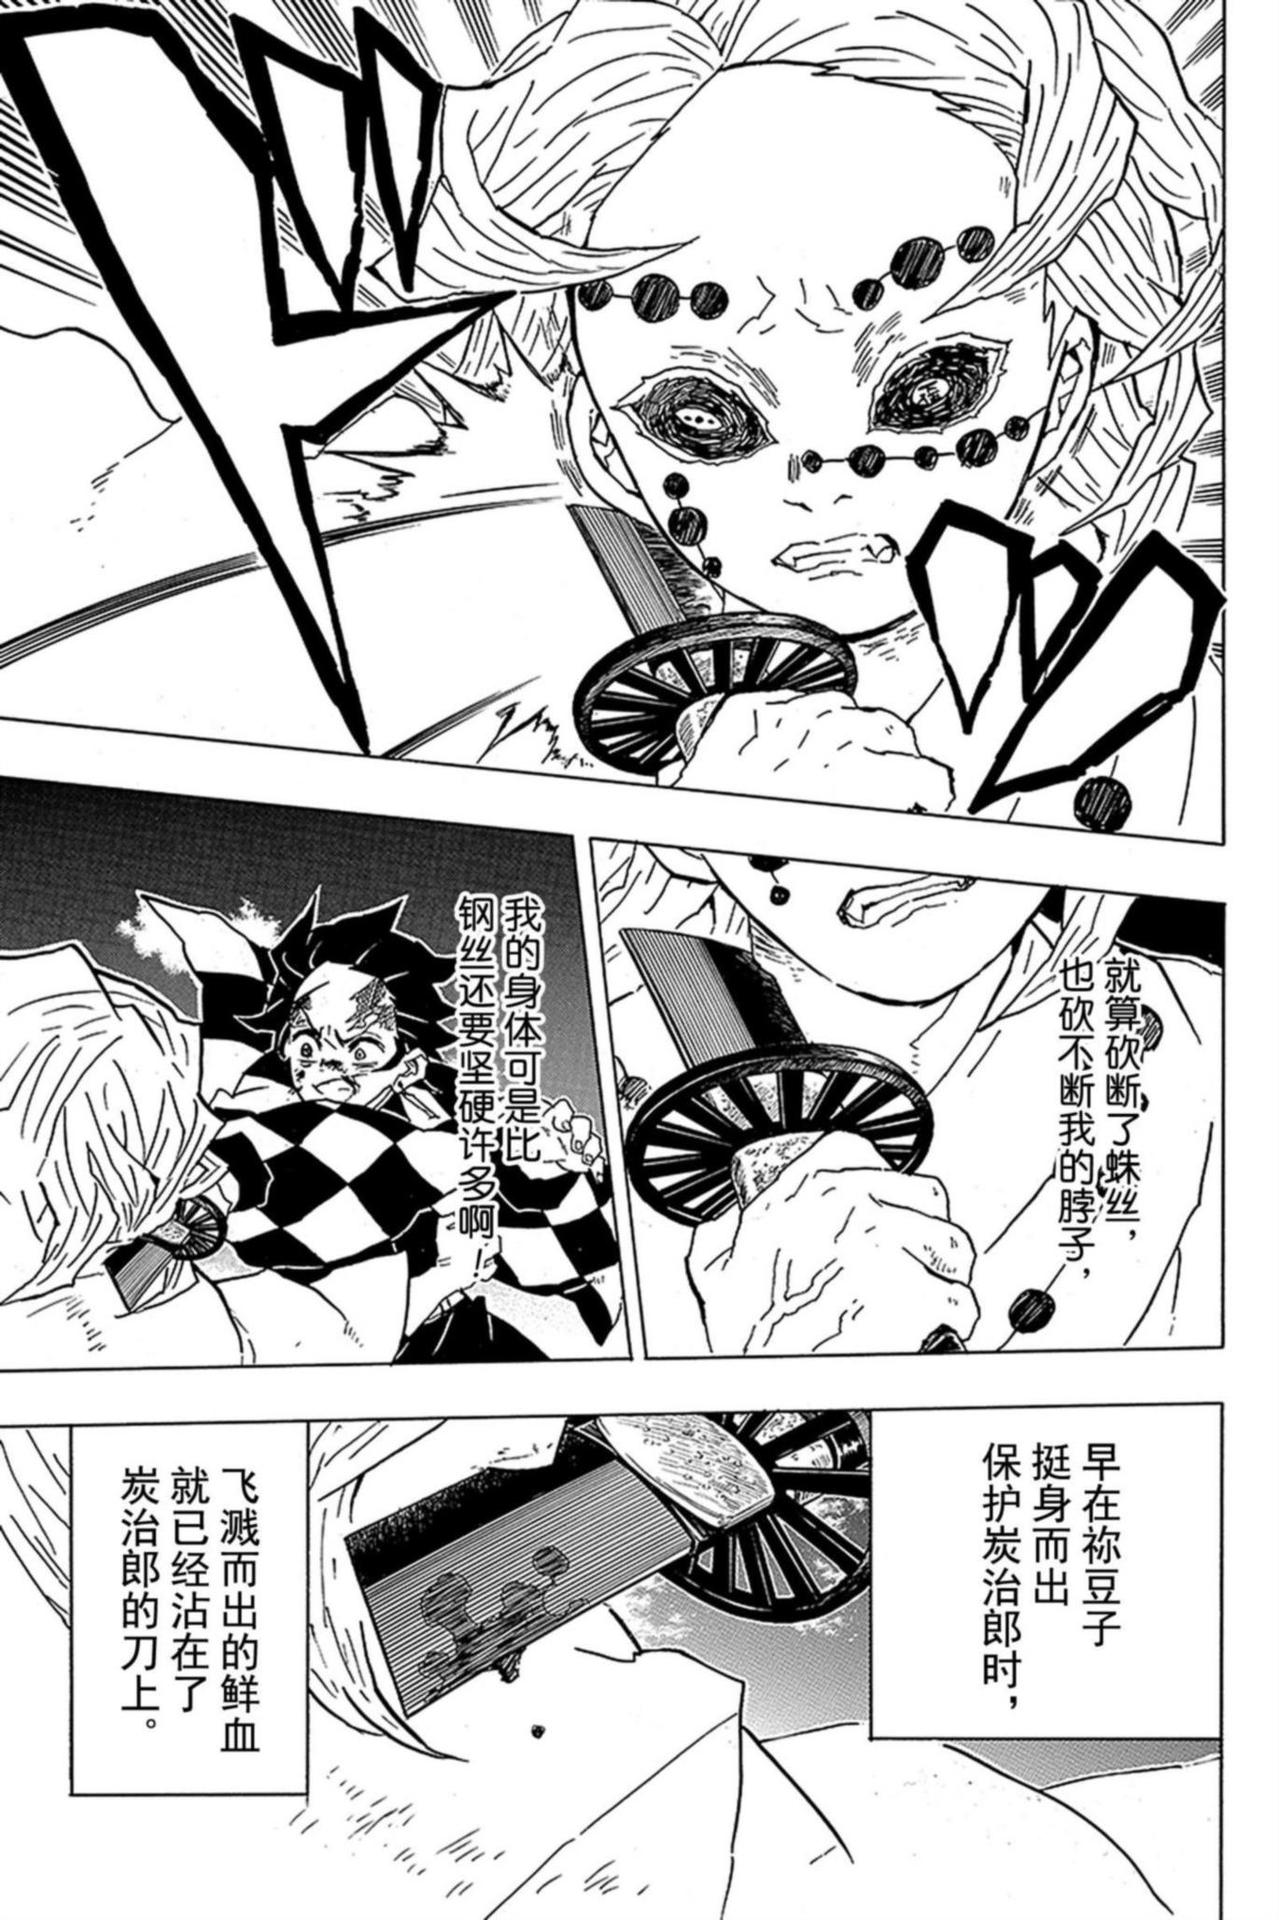 就算砍断了蛛丝，
也砍不断我的脖子，
我的身体可是比
钢丝还要坚硬许多啊！
早在祢豆子
挺身而出
保护炭治郎时，
飞溅而出的鲜血
就已经沾在了
炭治郎的刀上。